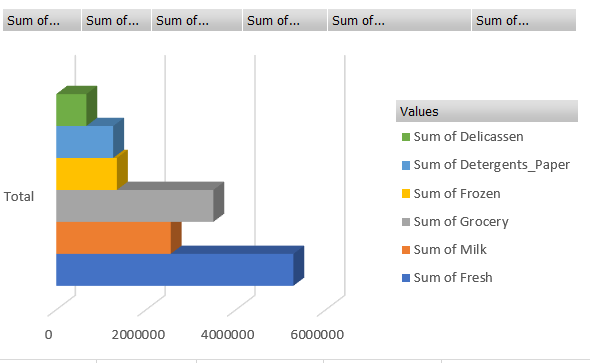 Sum of... Sum of... Sum of... Sum of... Sum of... Sum of...
Values
Sum of Delicassen
Sum of Detergents_Paper
Sum of Frozen
Total
Sum of Grocery
Sum of Milk
Sum of Fresh
0 2000000 4000000 6000000